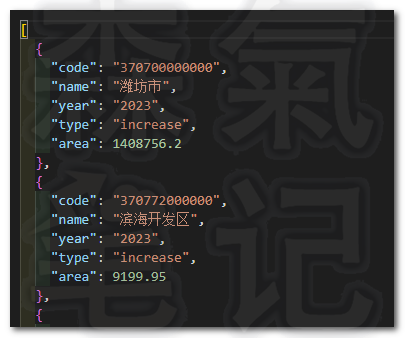 [
{
"code": "370700000000",
"name": "潍坊市",
"year": "2023",
"type": "increase",
"area": 1408756.2
},
{
"code": "370772000000",
"name": "滨海开发区",
"year": "2023",
"type": "increase",
"area": 9199.95
},
{